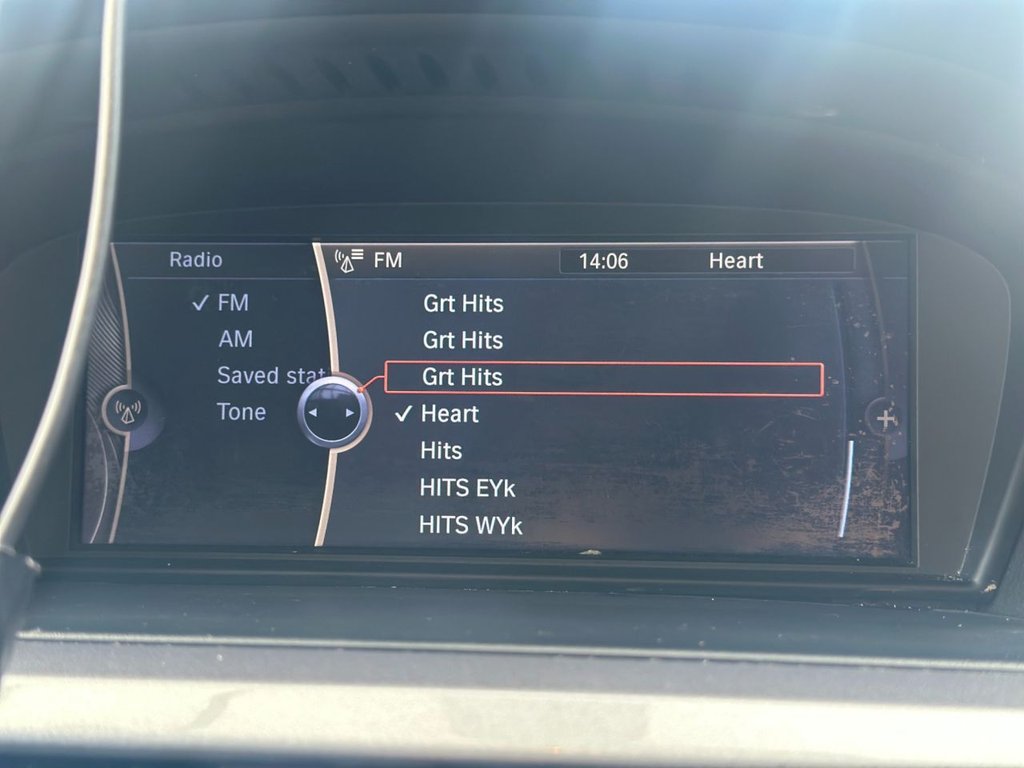 Radio
FM
AM
Saved stat
Tone
FM 14:06 Heart
Grt Hits
Grt Hits
Grt Hits
Heart
Hits
HITS EYk
HITS WYk